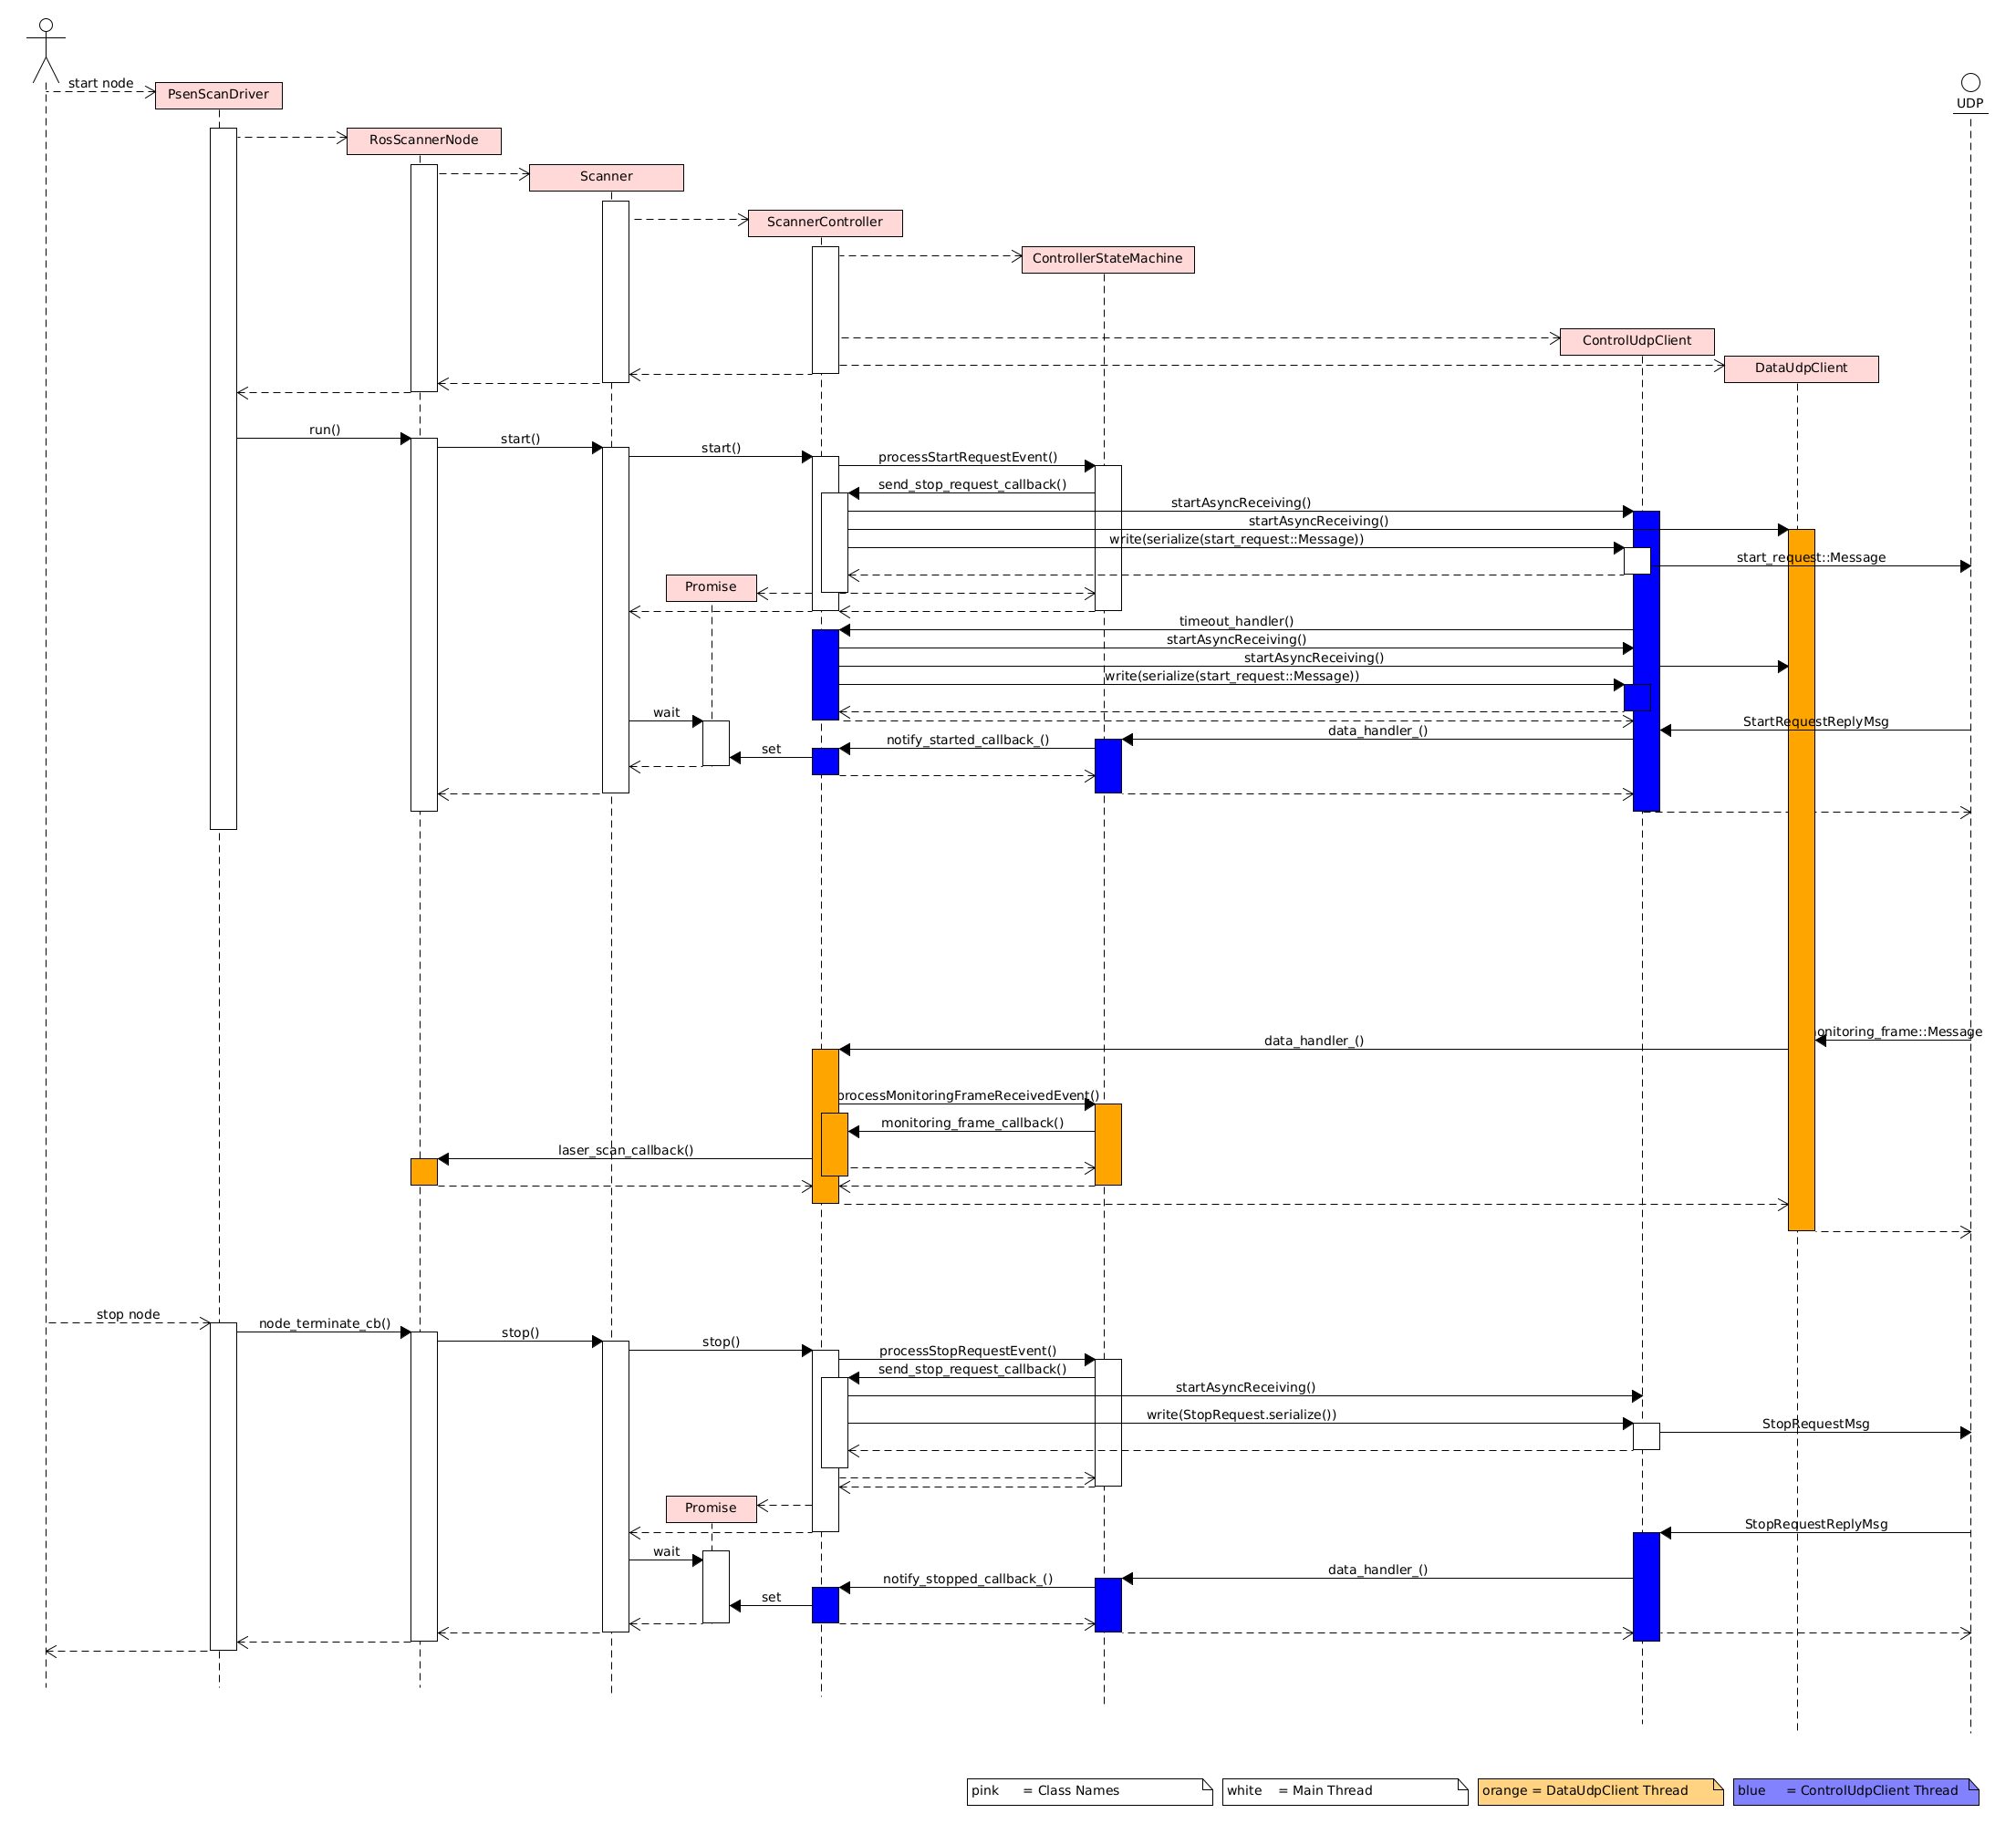 start node
PsenScanDriver
UDP
RosScannerNode
Scanner
ScannerController
ControllerStateMachine
ControlUdpClient
DataUdpClient
run()
start()
start()
processStartRequestEvent()
send_stop_request_callback()
startAsyncReceiving()
startAsyncReceiving()
write(serialize(start_request::Message))
start_request::Message
Promise
timeout_handler()
startAsyncReceiving()
startAsyncReceiving()
write(serialize(start_request::Message))
wait
StartRequestReplyMsg
data_handler_()
notify_started_callback_()
set
onitoring_frame::Message
data_handler_()
processMonitoringFrameReceivedEvent()
monitoring_frame_callback()
laser_scan_callback()
stop node
node_terminate_cb()
stop()
stop()
processStopRequestEvent()
send_stop_request_callback()
startAsyncReceiving()
write(StopRequest.serialize())
StopRequestMsg
Promise
StopRequestReplyMsg
wait
data_handler_()
notify_stopped_callback_()
set
pink = Class Names
white = Main Thread
orange = DataUdpClient Thread
blue = ControlUdpClient Thread